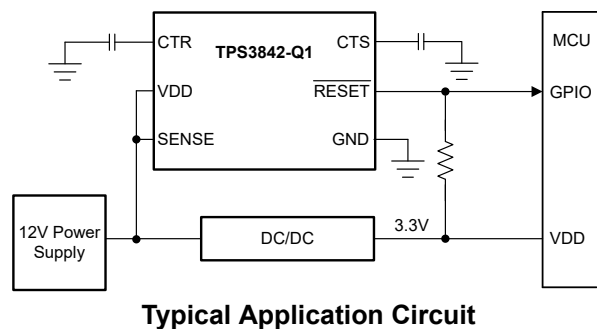 CTR
TPS3842-Q1
CTS
MCU
VDD
RESET
GPIO
SENSE
GND
12V Power
Supply
DC/DC
3.3V
VDD
Typical Application Circuit